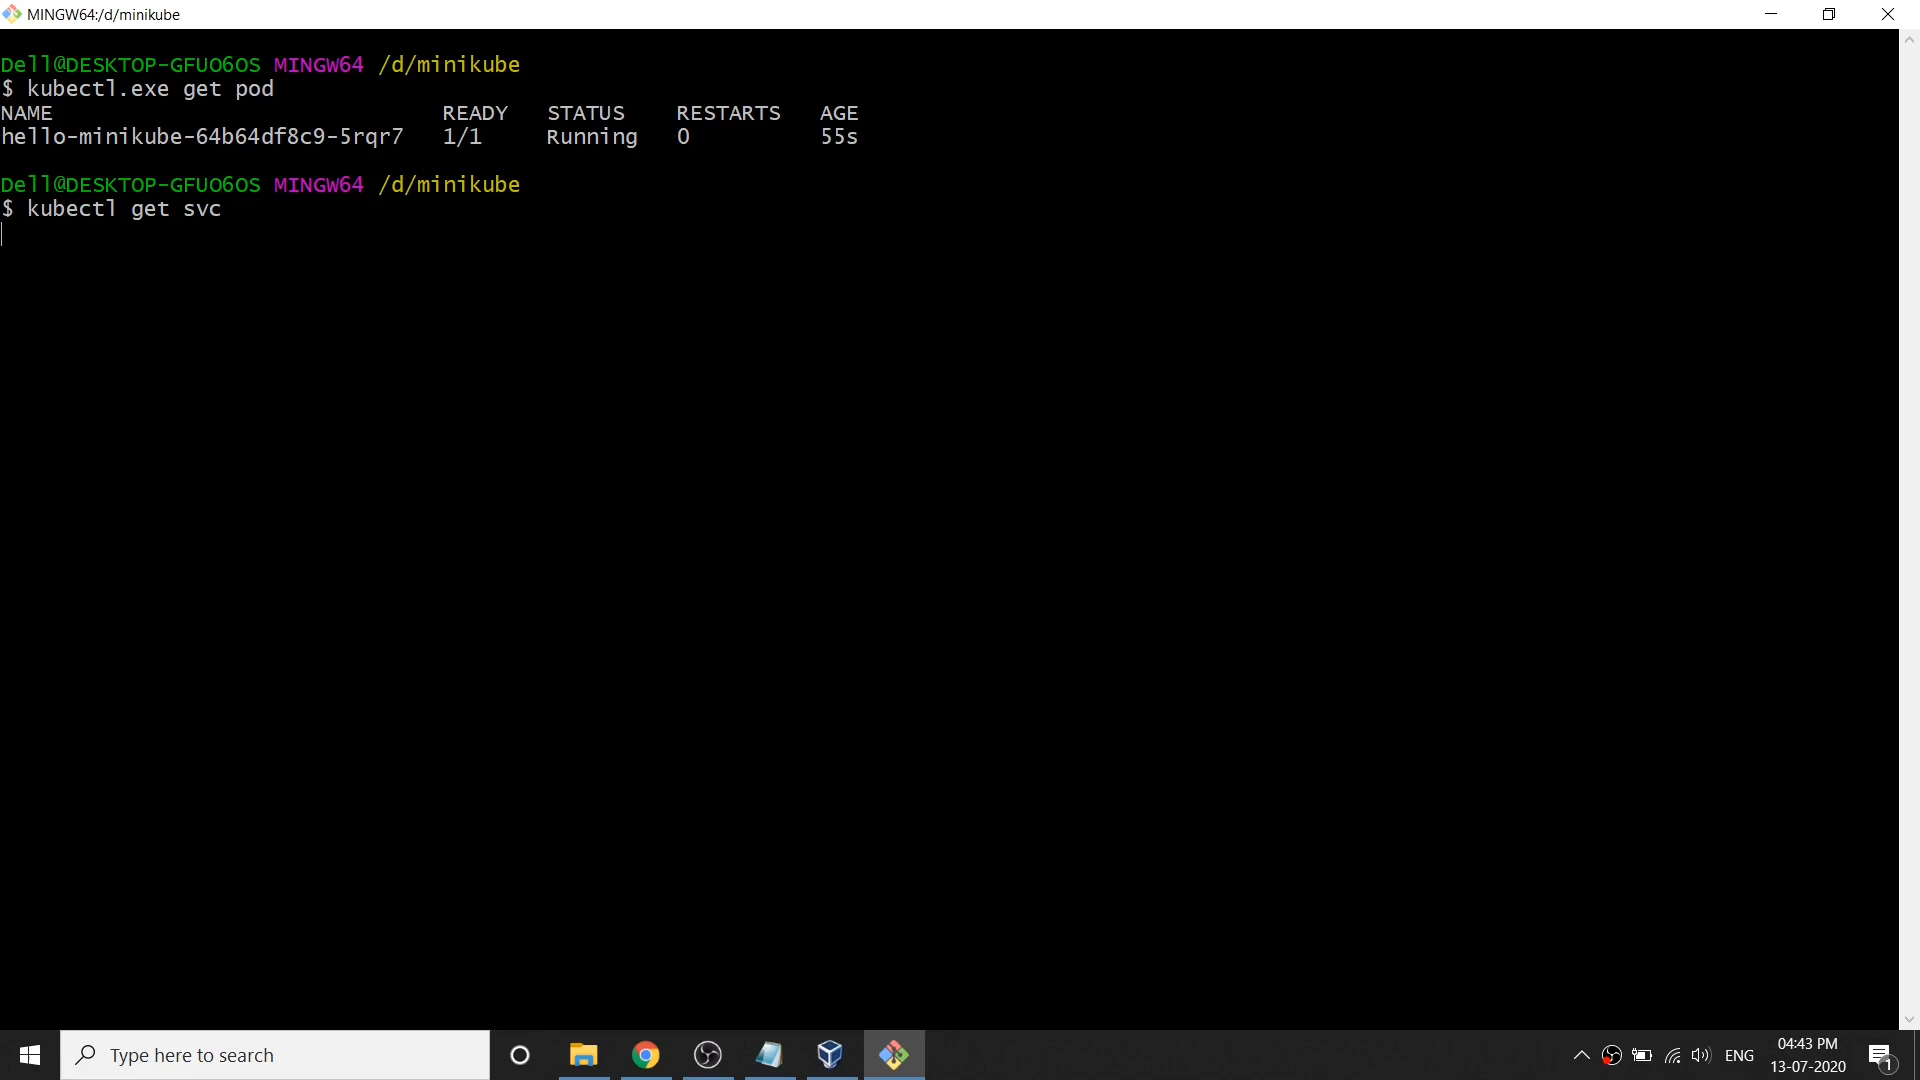 MINGW64:/d/minikube
Dell@DESKTOP-GFUO6OS MINGW64 /d/minikube
$ kubectl.exe get pod
NAME READY STATUS RESTARTS AGE
hello-minikube-64b64df8c9-5rqr7 1/1 Running 0 55s
Dell@DESKTOP-GFUO6OS MINGW64 /d/minikube
$ kubectl get svc
Type here to search
ENG
04:43 PM
13-07-2020
1